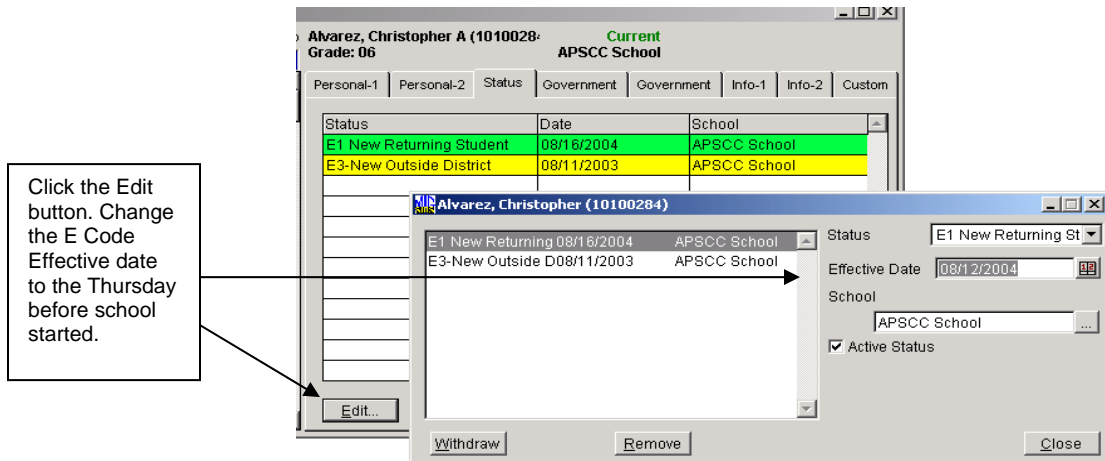 Alvarez, Christopher A (1010028 Current
Grade: 06 APSCC School
Personal-1 Personal-2 Status Government Government Info-1 Info-2 Custom
Status Date School
E1 New Returning Student 08/16/2004 APSCC School
E3-New Outside District 08/11/2003 APSCC School
Click the Edit
button. Change
the E Code
Effective date
to the Thursday
before school
started.
Edit...
Alvarez, Christopher (10100284)
E1 New Returning 08/16/2004 APSCC School
E3-New Outside D08/11/2003 APSCC School
Status E1 New Returning St
Effective Date 08/12/2004
School
APSCC School ...
Active Status
Withdraw Remove Close